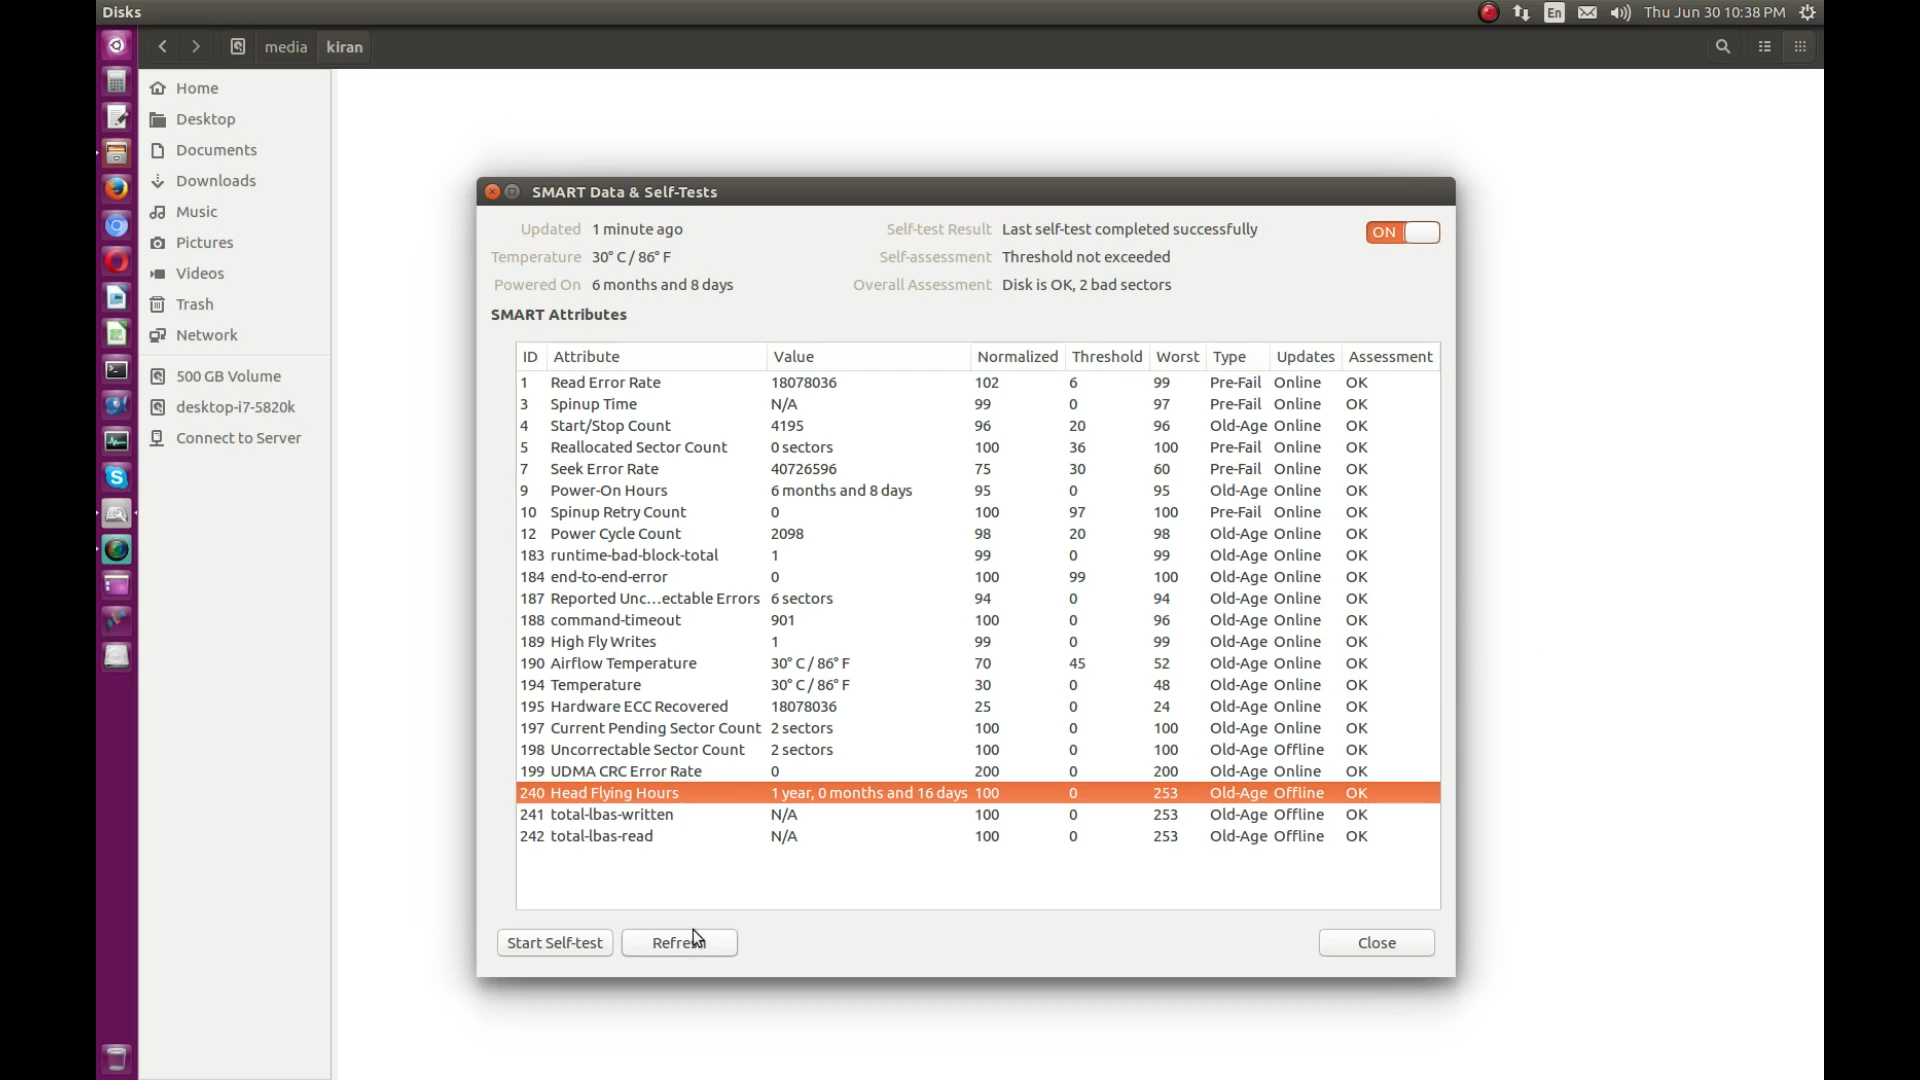 Disks
En
Thu Jun 30 10:38 PM
media
kiran
Home
Desktop
Documents
Downloads
Music
Pictures
Videos
Trash
Network
500 GB Volume
desktop-i7-5820k
Connect to Server
SMART Data & Self-Tests
Updated 1 minute ago Self-test Result Last self-test completed successfully ON
Temperature 30° C / 86° F Self-assessment Threshold not exceeded
Powered On 6 months and 8 days Overall Assessment Disk is OK, 2 bad sectors
SMART Attributes
ID Attribute Value Normalized Threshold Worst Type Updates Assessment
1 Read Error Rate 18078036 102 6 99 Pre-Fail Online OK
3 Spinup Time N/A 99 0 97 Pre-Fail Online OK
4 Start/Stop Count 4195 96 20 96 Old-Age Online OK
5 Reallocated Sector Count 0 sectors 100 36 100 Pre-Fail Online OK
7 Seek Error Rate 40726596 75 30 60 Pre-Fail Online OK
9 Power-On Hours 6 months and 8 days 95 0 95 Old-Age Online OK
10 Spinup Retry Count 0 100 97 100 Pre-Fail Online OK
12 Power Cycle Count 2098 98 20 98 Old-Age Online OK
183 runtime-bad-block-total 1 99 0 99 Old-Age Online OK
184 end-to-end-error 0 100 99 100 Old-Age Online OK
187 Reported Unc…ectable Errors 6 sectors 94 0 94 Old-Age Online OK
188 command-timeout 901 100 0 96 Old-Age Online OK
189 High Fly Writes 1 99 0 99 Old-Age Online OK
190 Airflow Temperature 30° C / 86° F 70 45 52 Old-Age Online OK
194 Temperature 30° C / 86° F 30 0 48 Old-Age Online OK
195 Hardware ECC Recovered 18078036 25 0 24 Old-Age Online OK
197 Current Pending Sector Count 2 sectors 100 0 100 Old-Age Online OK
198 Uncorrectable Sector Count 2 sectors 100 0 100 Old-Age Offline OK
199 UDMA CRC Error Rate 0 200 0 200 Old-Age Online OK
240 Head Flying Hours 1 year, 0 months and 16 days 100 0 253 Old-Age Offline OK
241 total-lbas-written N/A 100 0 253 Old-Age Offline OK
242 total-lbas-read N/A 100 0 253 Old-Age Offline OK
Start Self-test Refresh Close